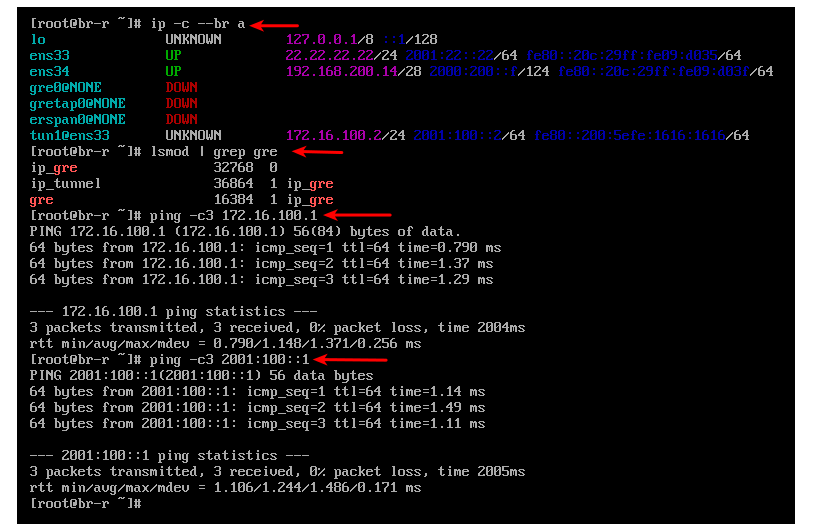 [root@br-r ~]# ip -c --br a
lo UNKNOWN 127.0.0.1/8 ::1/128
ens33 UP 22.22.22.22/24 2001:22::22/64 fe80::20c:29ff:fe09:d035/64
ens34 UP 192.168.200.14/28 2000:200::f/124 fe80::20c:29ff:fe09:d03f/64
gre0@NONE DOWN
gretap0@NONE DOWN
erspan0@NONE DOWN
tun1@ens33 UNKNOWN 172.16.100.2/24 2001:100::2/64 fe80::200:5efe:1616:1616/64
[root@br-r ~]# lsmod | grep gre
ip_gre 32768 0
ip_tunnel 36864 1 ip_gre
gre 16384 1 ip_gre
[root@br-r ~]# ping -c3 172.16.100.1
PING 172.16.100.1 (172.16.100.1) 56(84) bytes of data.
64 bytes from 172.16.100.1: icmp_seq=1 ttl=64 time=0.790 ms
64 bytes from 172.16.100.1: icmp_seq=2 ttl=64 time=1.37 ms
64 bytes from 172.16.100.1: icmp_seq=3 ttl=64 time=1.29 ms
--- 172.16.100.1 ping statistics ---
3 packets transmitted, 3 received, 0% packet loss, time 2004ms
rtt min/avg/max/mdev = 0.790/1.148/1.371/0.256 ms
[root@br-r ~]# ping -c3 2001:100::1
PING 2001:100::1(2001:100::1) 56 data bytes
64 bytes from 2001:100::1: icmp_seq=1 ttl=64 time=1.14 ms
64 bytes from 2001:100::1: icmp_seq=2 ttl=64 time=1.49 ms
64 bytes from 2001:100::1: icmp_seq=3 ttl=64 time=1.11 ms
--- 2001:100::1 ping statistics ---
3 packets transmitted, 3 received, 0% packet loss, time 2005ms
rtt min/avg/max/mdev = 1.106/1.244/1.486/0.171 ms
[root@br-r ~]#